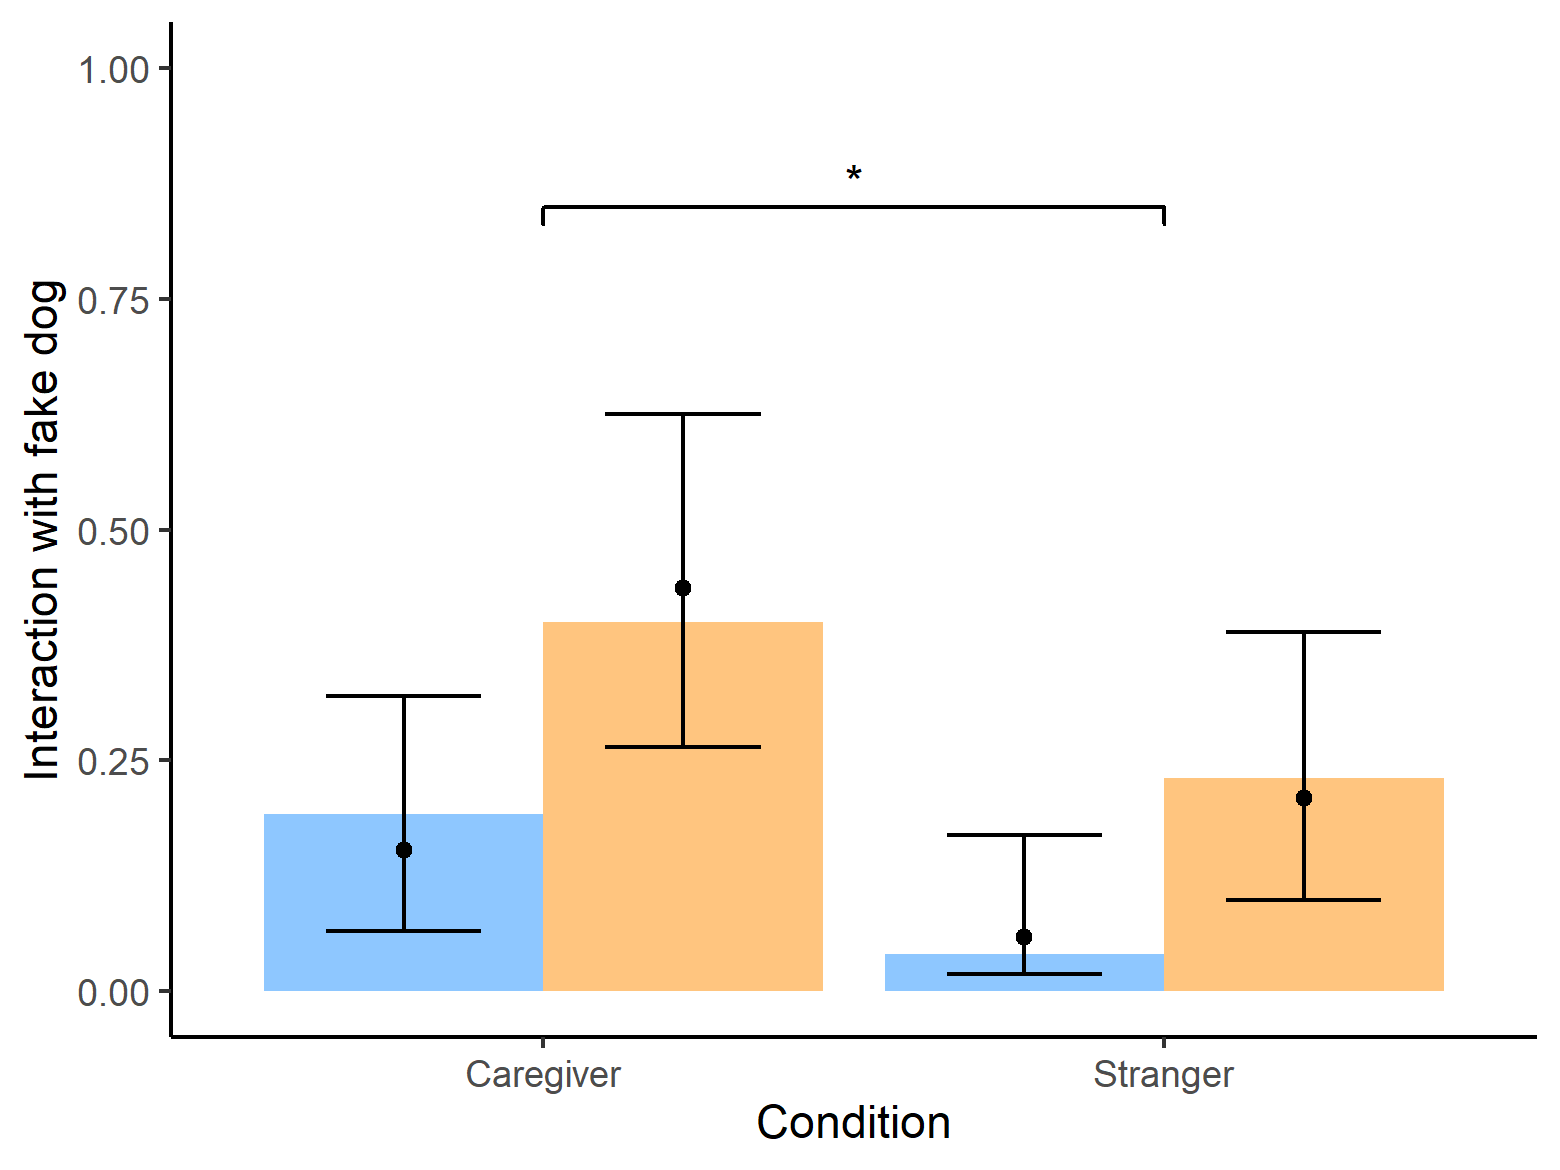 Interaction with fake dog
1.00
0.75
0.50
0.25
0.00
*
Caregiver
Stranger
Condition